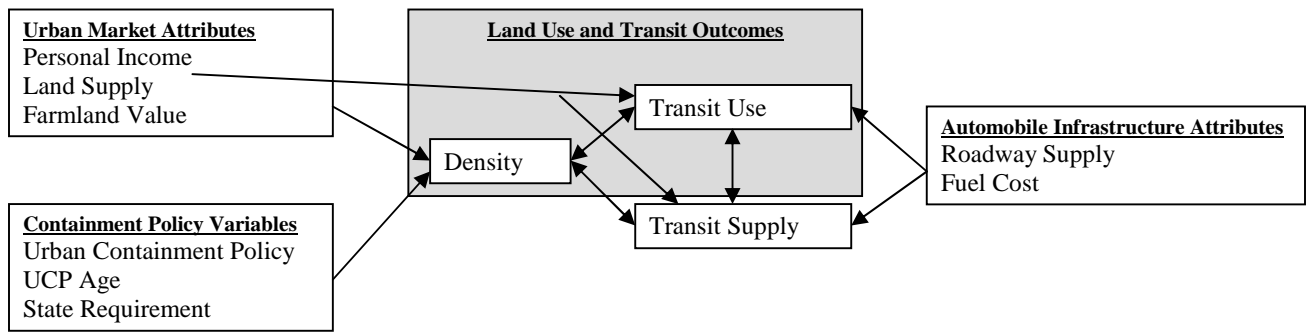 Urban Market Attributes
Personal Income
Land Supply
Farmland Value
Land Use and Transit Outcomes
Transit Use
Density
Transit Supply
Automobile Infrastructure Attributes
Roadway Supply
Fuel Cost
Containment Policy Variables
Urban Containment Policy
UCP Age
State Requirement